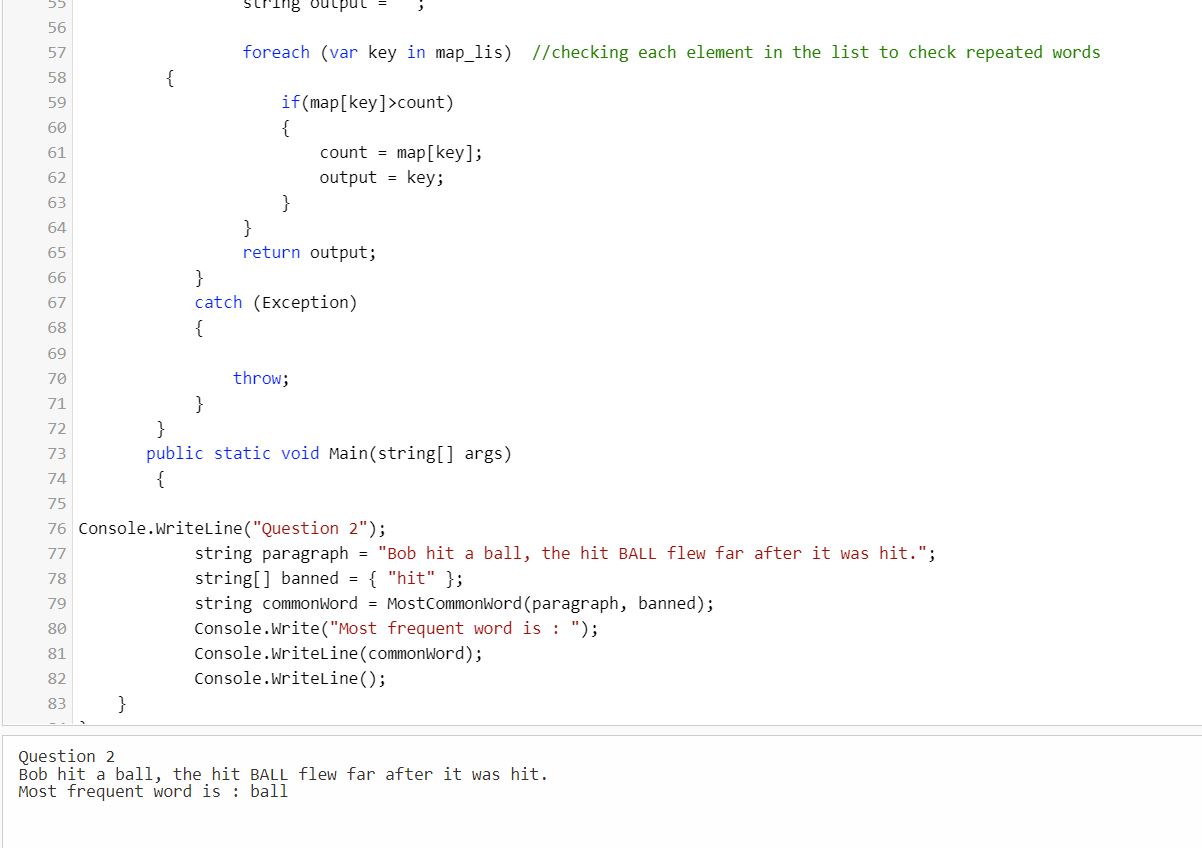 55 string output = " ";
56
57 foreach (var key in map_lis)  //checking each element in the list to check repeated words
58 {
59 if(map[key]>count)
60 {
61 count = map[key];
62 output = key;
63 }
64 }
65 return output;
66 }
67 catch (Exception)
68 {
69
70 throw;
71 }
72 }
73 public static void Main(string[] args)
74 {
75
76 Console.WriteLine("Question 2");
77 string paragraph = "Bob hit a ball, the hit BALL flew far after it was hit.";
78 string[] banned = { "hit" };
79 string commonWord = MostCommonWord(paragraph, banned);
80 Console.Write("Most frequent word is : ");
81 Console.WriteLine(commonWord);
82 Console.WriteLine();
83 }
Question 2
Bob hit a ball, the hit BALL flew far after it was hit.
Most frequent word is : ball